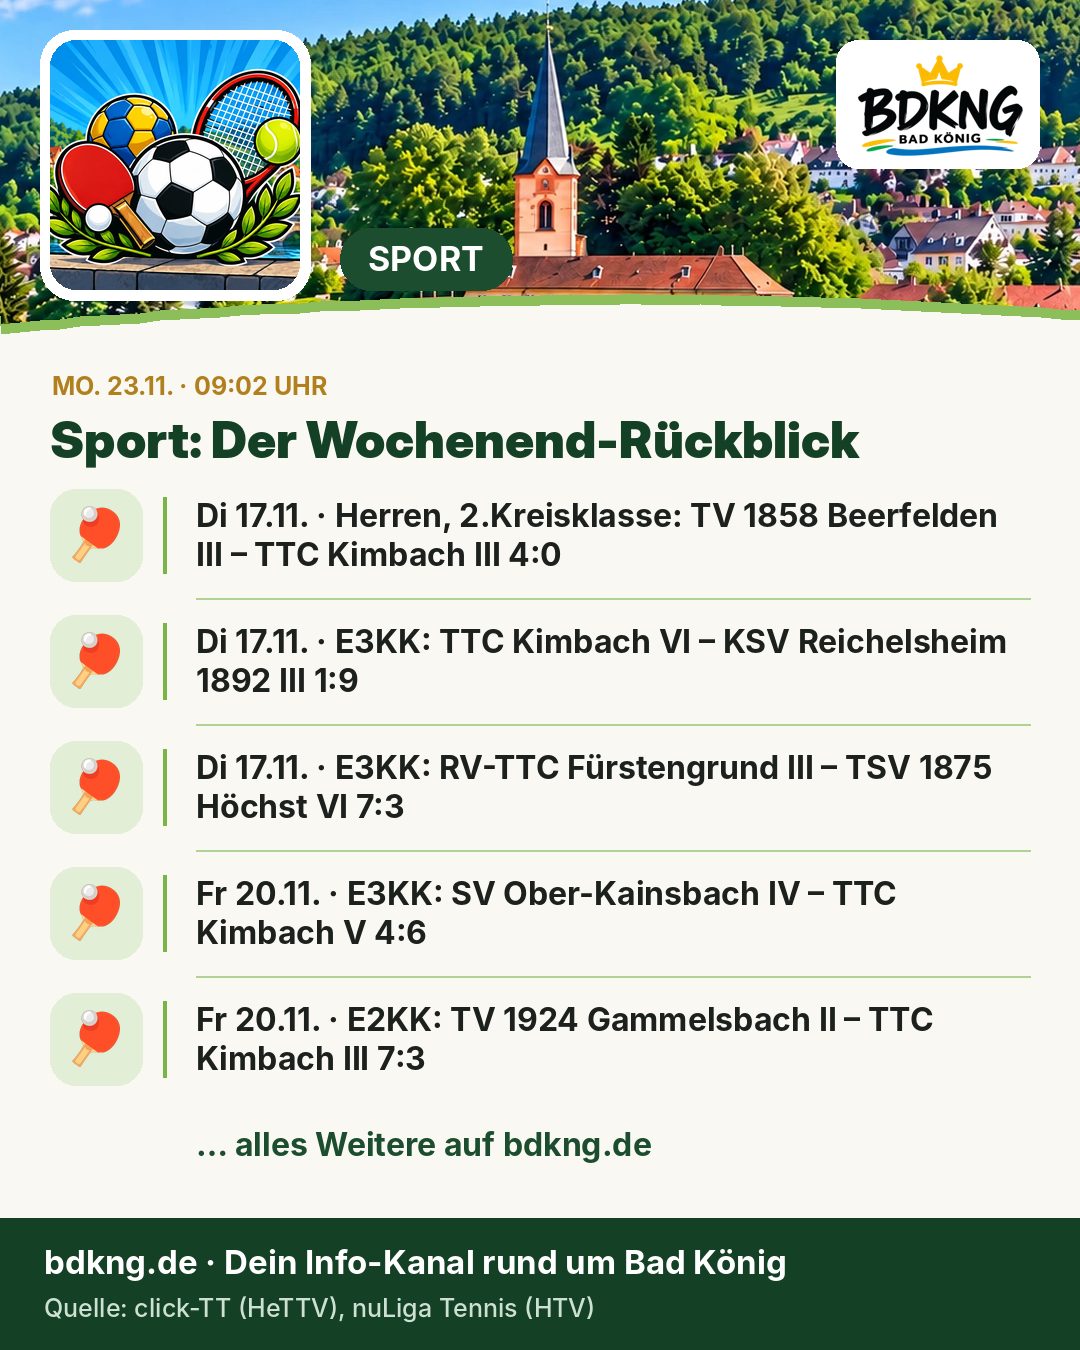 BDKNG
BAD KÖNIG
SPORT
MO. 23.11. · 09:02 UHR
Sport: Der Wochenend-Rückblick
Di 17.11. · Herren, 2.Kreisklasse: TV 1858 Beerfelden
III – TTC Kimbach III 4:0
Di 17.11. · E3KK: TTC Kimbach VI – KSV Reichelsheim
1892 III 1:9
Di 17.11. · E3KK: RV-TTC Fürstengrund III – TSV 1875
Höchst VI 7:3
Fr 20.11. · E3KK: SV Ober-Kainsbach IV – TTC
Kimbach V 4:6
Fr 20.11. · E2KK: TV 1924 Gammelsbach II – TTC
Kimbach III 7:3
... alles Weitere auf bdkng.de
bdkng.de · Dein Info-Kanal rund um Bad König
Quelle: click-TT (HeTTV), nuLiga Tennis (HTV)